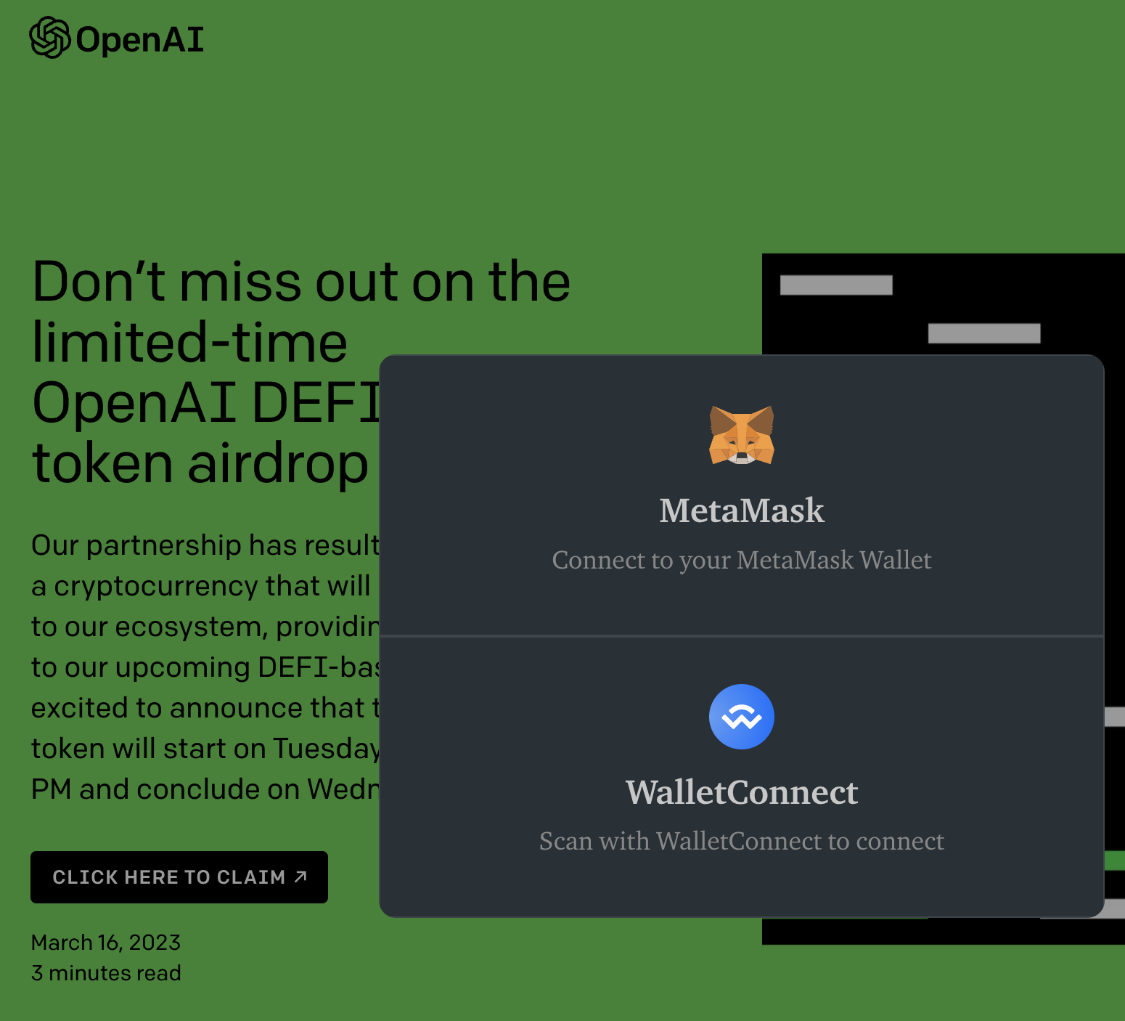 OpenAI
Don’t miss out on the
limited-time
OpenAI DEFI
token airdrop
Our partnership has result
a cryptocurrency that will
to our ecosystem, providin
to our upcoming DEFI-bas
excited to announce that t
token will start on Tuesday
PM and conclude on Wedn
CLICK HERE TO CLAIM ↗
March 16, 2023
3 minutes read
MetaMask
Connect to your MetaMask Wallet
WalletConnect
Scan with WalletConnect to connect